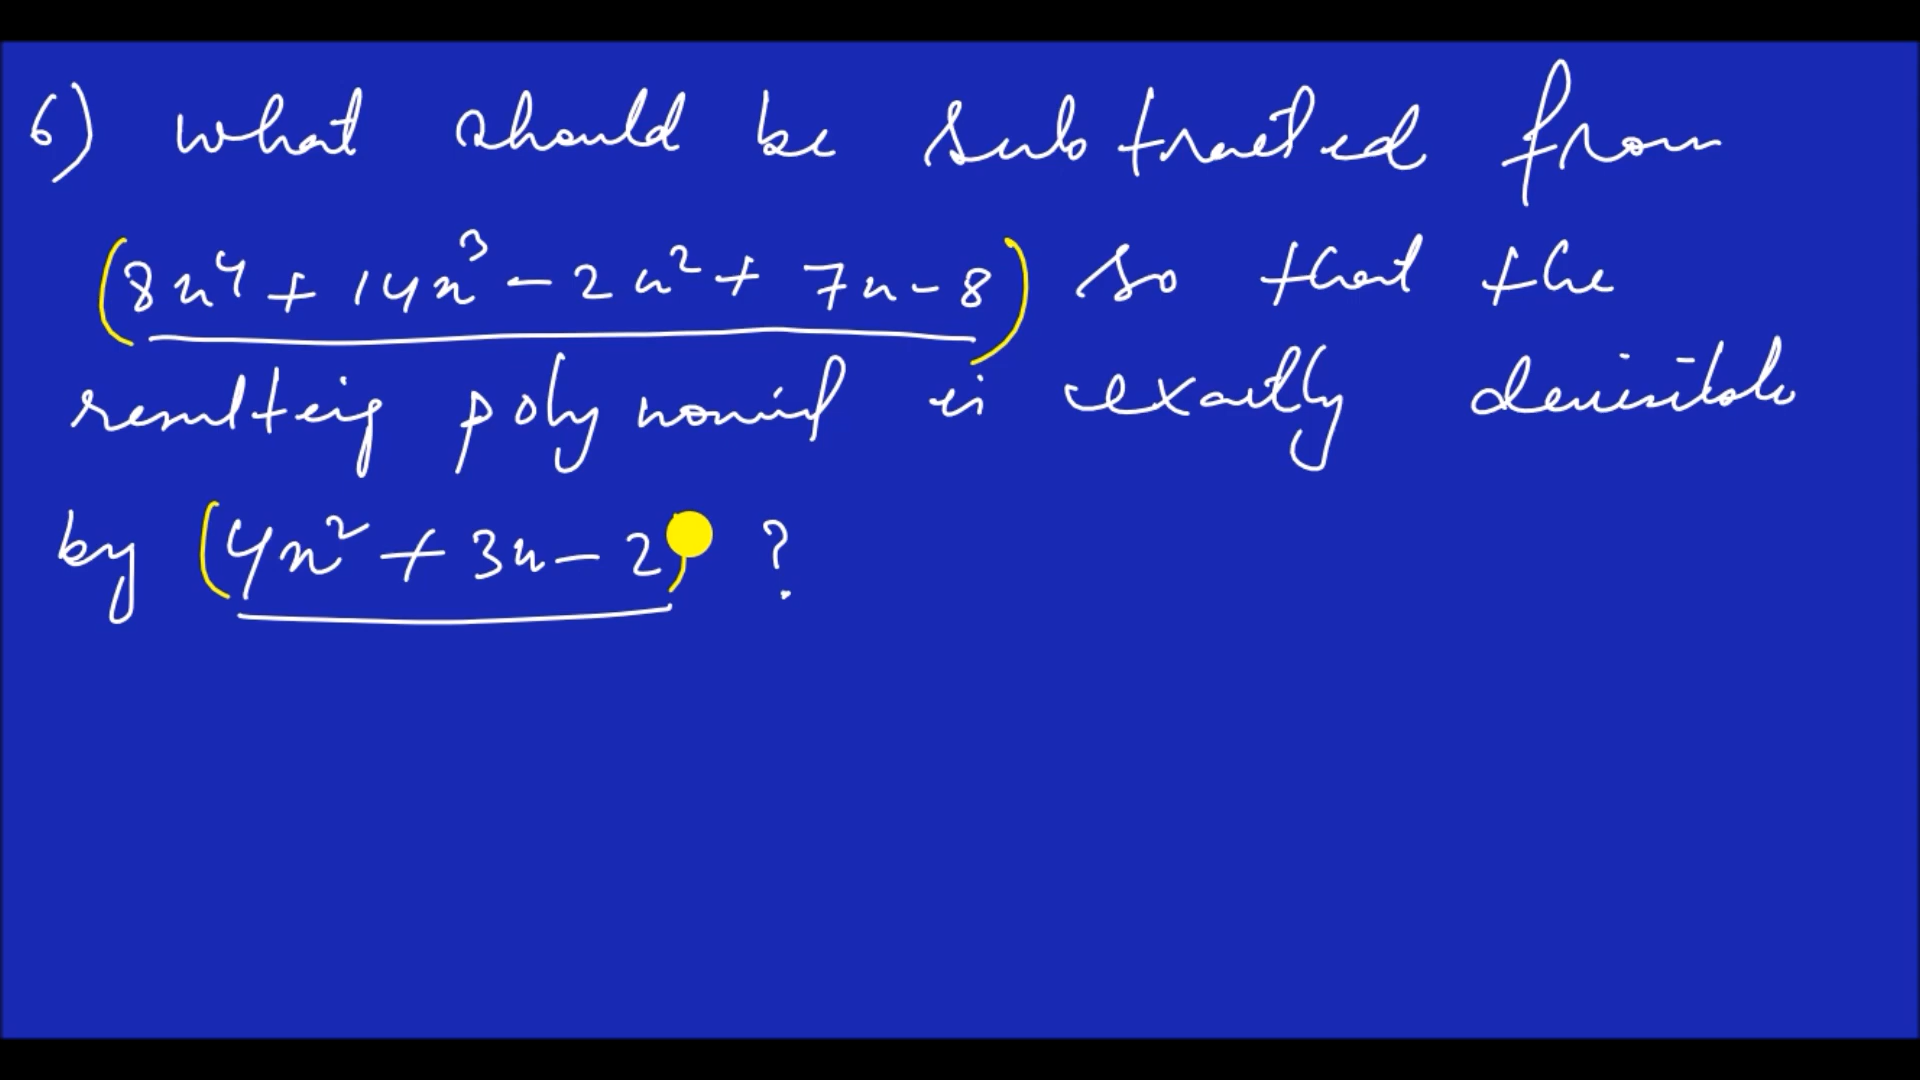 6) what should be subtracted from
(8x⁴ + 14x³ - 2x² + 7x - 8) so that the
resulting polynomial is exactly divisible
by (4x² + 3x - 2) ?